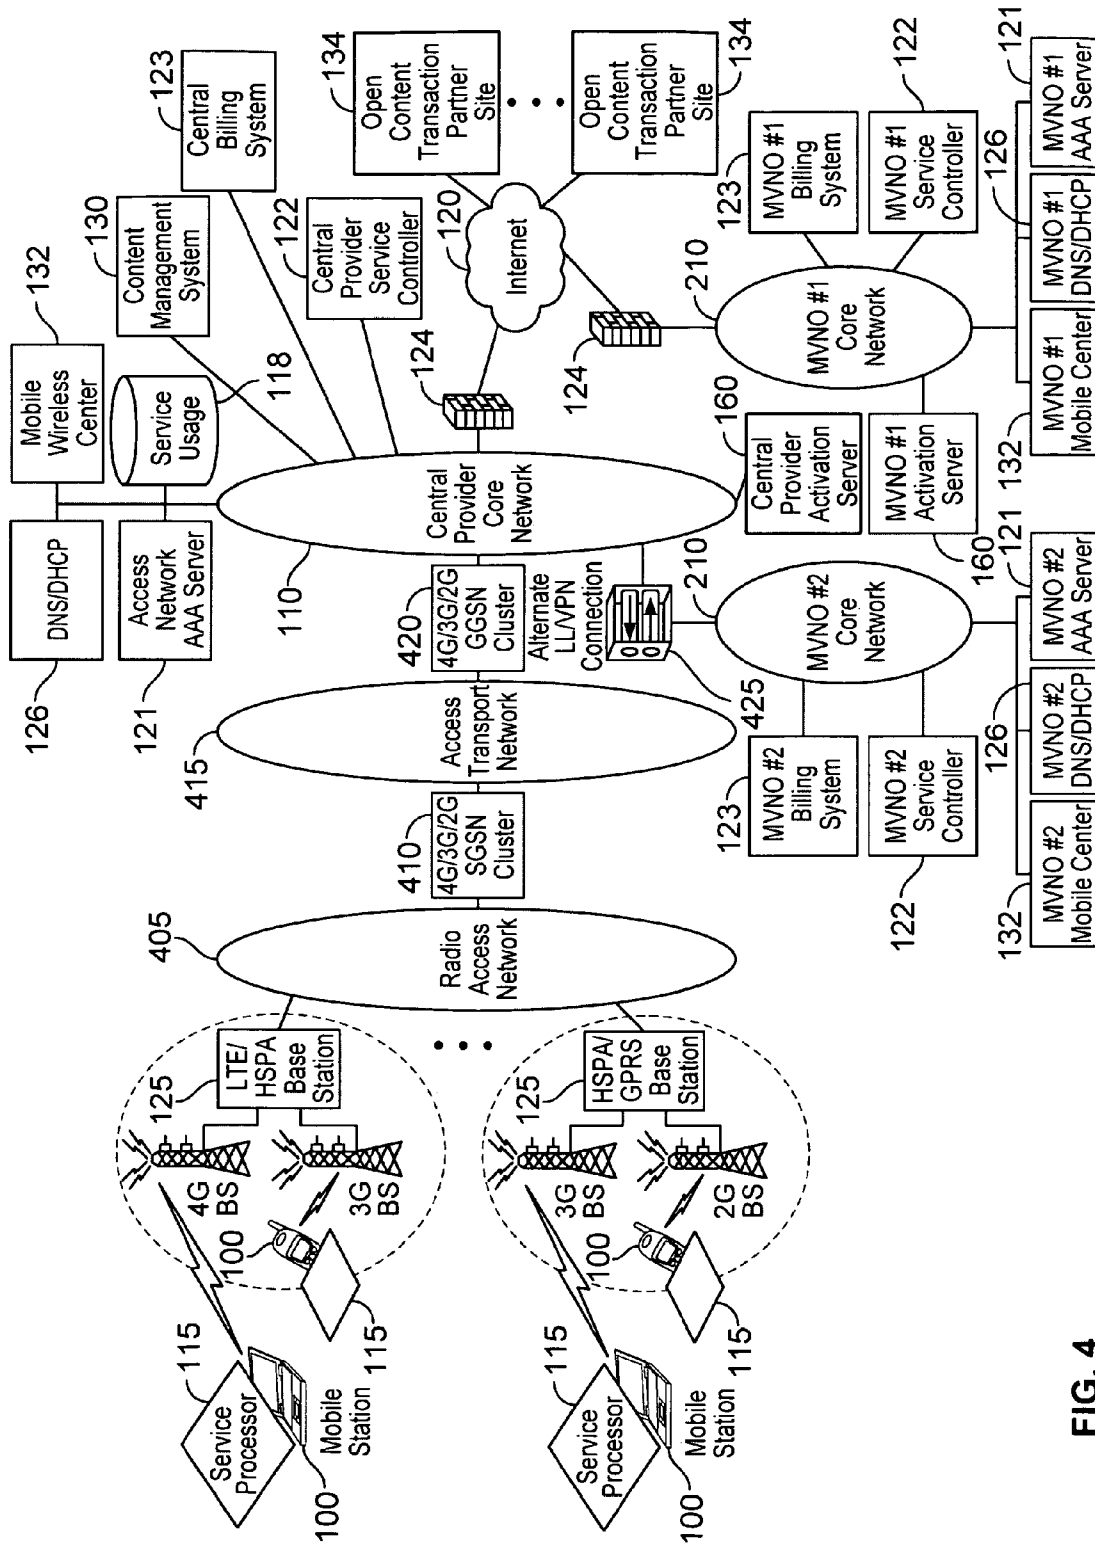 132
Mobile
Wireless
Center
130
Content
Management
System
123
Central
Billing
System
118
Service
Usage
DNS/DHCP
126
Access
Network
AAA Server
121
122
Central
Provider
Service
Controller
134
Open
Content
Transaction
Partner
Site
Open
Content
Transaction
Partner
Site
134
120
Internet
124
124
Central
Provider
Core
Network
110
420
4G/3G/2G
GGSN
Cluster
Alternate
LL/VPN
Connection
425
415
Access
Transport
Network
410
4G/3G/2G
SGSN
Cluster
405
Radio
Access
Network
125
LTE/
HSPA
Base
Station
4G
BS
3G
BS
100
115
115
Service
Processor
100
Mobile
Station
125
HSPA/
GPRS
Base
Station
3G
BS
2G
BS
100
115
115
Service
Processor
100
Mobile
Station
160
Central
Provider
Activation
Server
210
MVNO #1
Core
Network
123
MVNO #1
Billing
System
122
MVNO #1
Service
Controller
MVNO #1
Activation
Server
160
132
MVNO #1
Mobile Center
126
MVNO #1
DNS/DHCP
121
MVNO #1
AAA Server
210
MVNO #2
Core
Network
123
MVNO #2
Billing
System
122
MVNO #2
Service
Controller
132
MVNO #2
Mobile Center
126
MVNO #2
DNS/DHCP
121
MVNO #2
AAA Server
FIG. 4